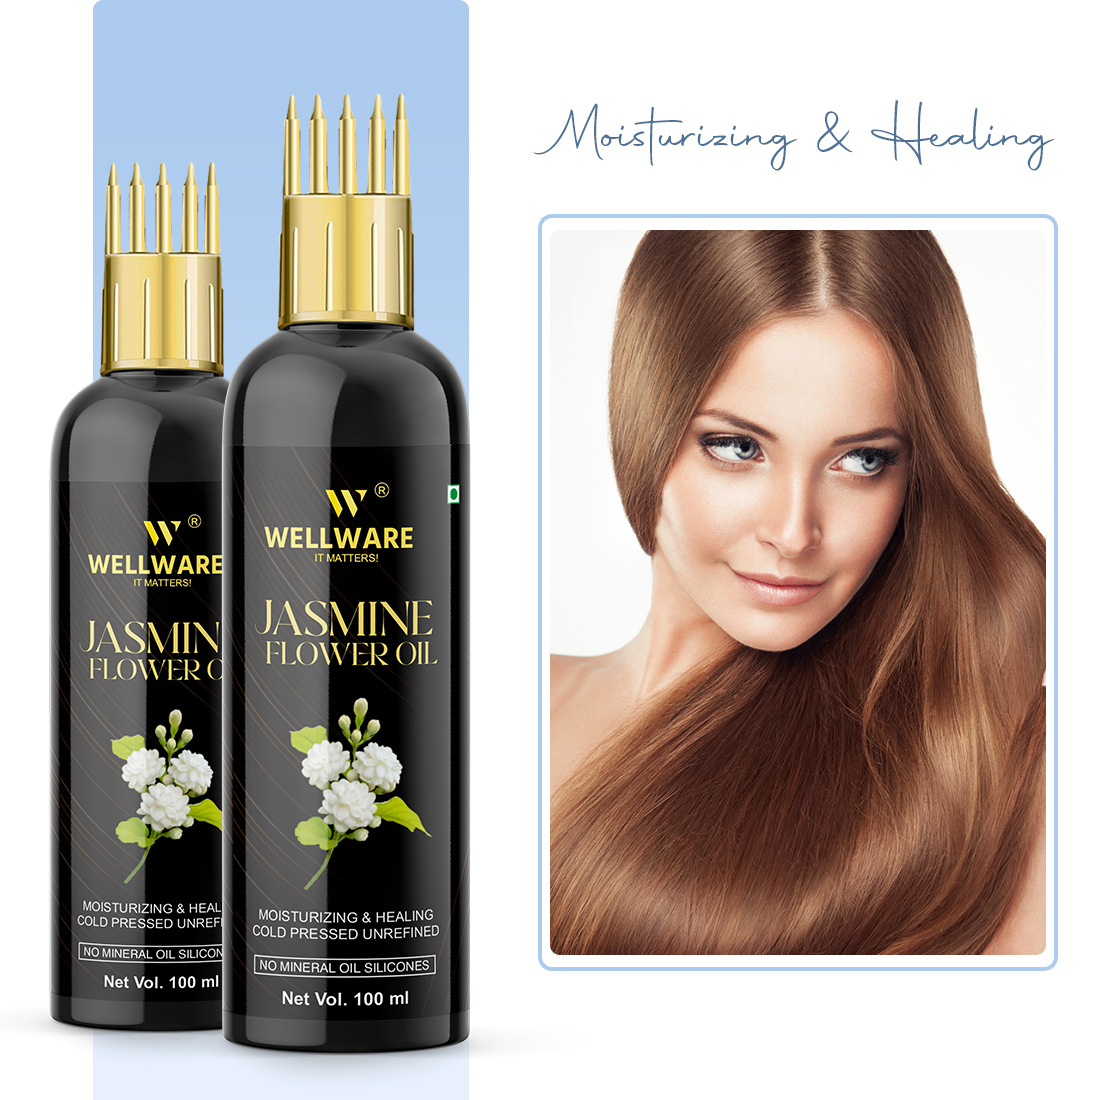 Moisturizing & Healing
W ®
WELLWARE
IT MATTERS!
JASMIN
FLOWER O
MOISTURIZING & HEAL
COLD PRESSED UNREFI
NO MINERAL OIL SILICON
Net Vol. 100 ml
W ®
WELLWARE
IT MATTERS!
JASMINE
FLOWER OIL
MOISTURIZING & HEALING
COLD PRESSED UNREFINED
NO MINERAL OIL SILICONES
Net Vol. 100 ml